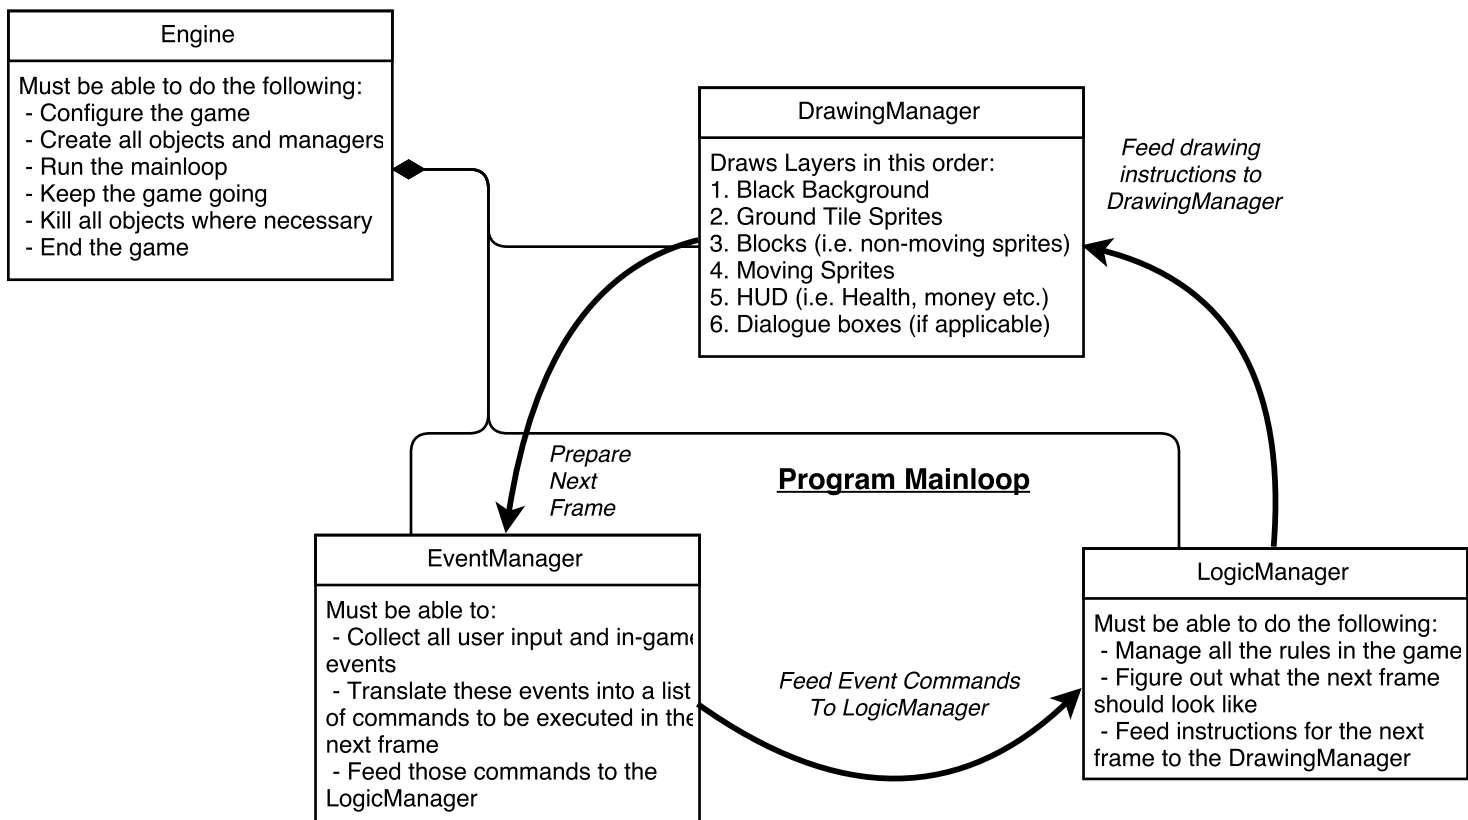 Engine
Must be able to do the following:
- Configure the game
- Create all objects and managers
- Run the mainloop
- Keep the game going
- Kill all objects where necessary
- End the game
DrawingManager
Draws Layers in this order:
1. Black Background
2. Ground Tile Sprites
3. Blocks (i.e. non-moving sprites)
4. Moving Sprites
5. HUD (i.e. Health, money etc.)
6. Dialogue boxes (if applicable)
Feed drawing
instructions to
DrawingManager
Prepare
Next
Frame
Program Mainloop
EventManager
Must be able to:
- Collect all user input and in-game
events
- Translate these events into a list
of commands to be executed in the
next frame
- Feed those commands to the
LogicManager
Feed Event Commands
To LogicManager
LogicManager
Must be able to do the following:
- Manage all the rules in the game
- Figure out what the next frame
should look like
- Feed instructions for the next
frame to the DrawingManager